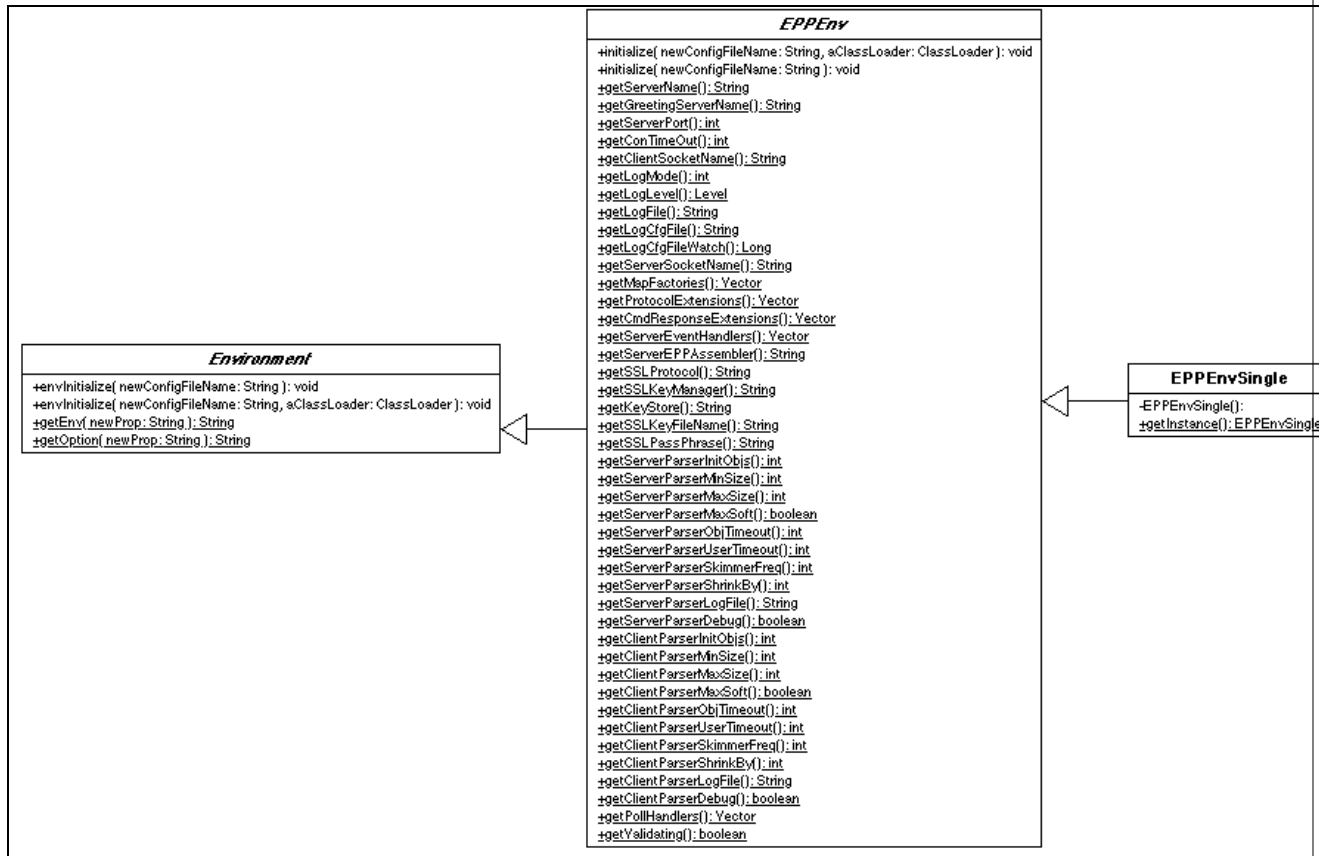 EPPEnv
+initialize( newConfigFileName: String, aClassLoader: ClassLoader ): void
+initialize( newConfigFileName: String ): void
+getServerName(): String
+getGreetingServerName(): String
+getServerPort(): int
+getConTimeOut(): int
+getClientSocketName(): String
+getLogMode(): int
+getLogLevel(): Level
+getLogFile(): String
+getLogCfgFile(): String
+getLogCfgFileWatch(): Long
+getServerSocketName(): String
+getMapFactories(): Vector
+getProtocolExtensions(): Vector
+getCmdResponseExtensions(): Vector
+getServerEventHandlers(): Vector
+getServerEPPAssembler(): String
+getSSLProtocol(): String
+getSSLKeyManager(): String
+getKeyStore(): String
+getSSLKeyFileName(): String
+getSSLPassPhrase(): String
+getServerParserInitObjs(): int
+getServerParserMinSize(): int
+getServerParserMaxSize(): int
+getServerParserMaxSoft(): boolean
+getServerParserObjTimeout(): int
+getServerParserUserTimeout(): int
+getServerParserSkimmerFreq(): int
+getServerParserShrinkBy(): int
+getServerParserLogFile(): String
+getServerParserDebug(): boolean
+getClientParserInitObjs(): int
+getClientParserMinSize(): int
+getClientParserMaxSize(): int
+getClientParserMaxSoft(): boolean
+getClientParserObjTimeout(): int
+getClientParserUserTimeout(): int
+getClientParserSkimmerFreq(): int
+getClientParserShrinkBy(): int
+getClientParserLogFile(): String
+getClientParserDebug(): boolean
+getPollHandlers(): Vector
+getValidating(): boolean
Environment
+envInitialize( newConfigFileName: String ): void
+envInitialize( newConfigFileName: String, aClassLoader: ClassLoader ): void
+getEnv( newProp: String ): String
+getOption( newProp: String ): String
EPPEnvSingle
-EPPEnvSingle():
+getInstance(): EPPEnvSingle